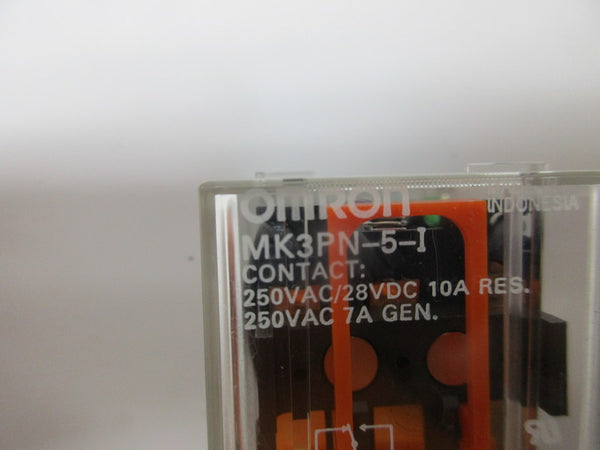 omron
INDONESIA
MK3PN-5-I
CONTACT:
250VAC/28VDC 10A RES.
250VAC 7A GEN.